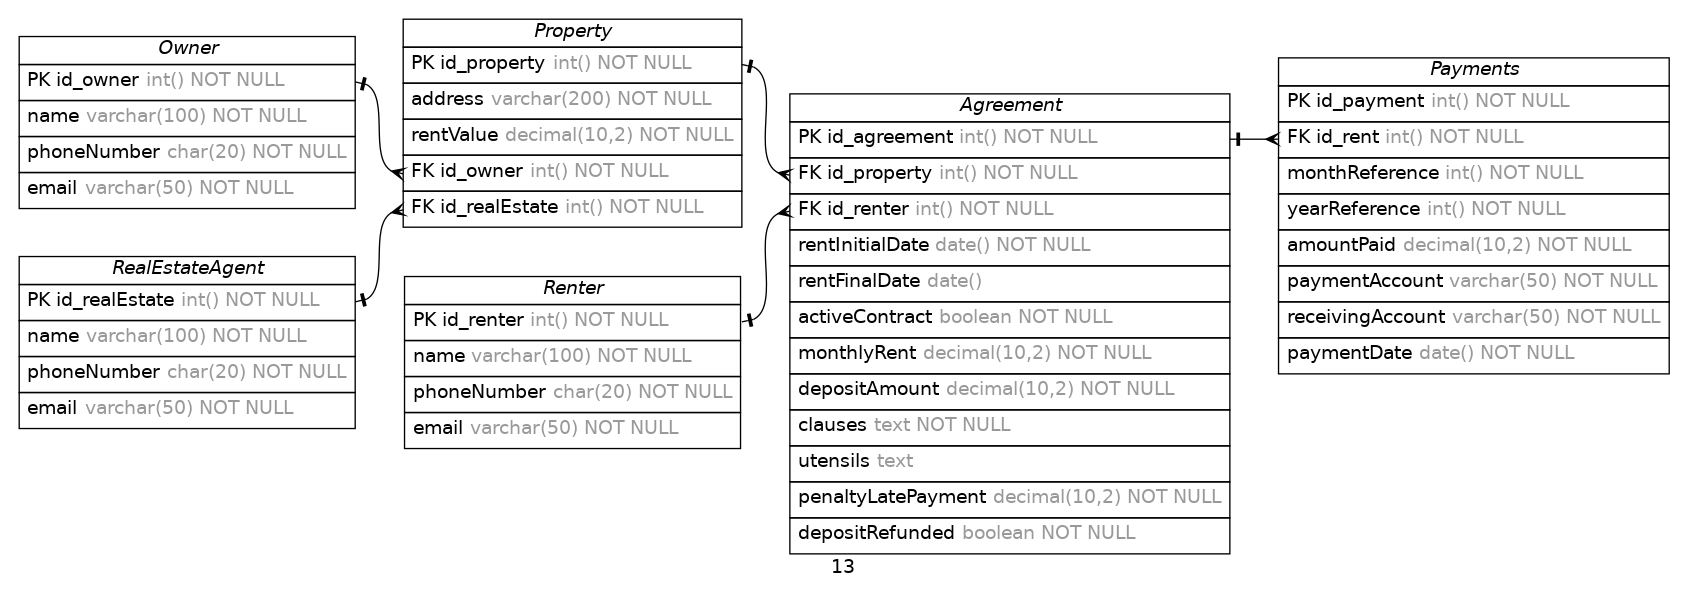 Owner
PK id_owner int() NOT NULL
name varchar(100) NOT NULL
phoneNumber char(20) NOT NULL
email varchar(50) NOT NULL
RealEstateAgent
PK id_realEstate int() NOT NULL
name varchar(100) NOT NULL
phoneNumber char(20) NOT NULL
email varchar(50) NOT NULL
Property
PK id_property int() NOT NULL
address varchar(200) NOT NULL
rentValue decimal(10,2) NOT NULL
FK id_owner int() NOT NULL
FK id_realEstate int() NOT NULL
Renter
PK id_renter int() NOT NULL
name varchar(100) NOT NULL
phoneNumber char(20) NOT NULL
email varchar(50) NOT NULL
Agreement
PK id_agreement int() NOT NULL
FK id_property int() NOT NULL
FK id_renter int() NOT NULL
rentInitialDate date() NOT NULL
rentFinalDate date()
activeContract boolean NOT NULL
monthlyRent decimal(10,2) NOT NULL
depositAmount decimal(10,2) NOT NULL
clauses text NOT NULL
utensils text
penaltyLatePayment decimal(10,2) NOT NULL
depositRefunded boolean NOT NULL
Payments
PK id_payment int() NOT NULL
FK id_rent int() NOT NULL
monthReference int() NOT NULL
yearReference int() NOT NULL
amountPaid decimal(10,2) NOT NULL
paymentAccount varchar(50) NOT NULL
receivingAccount varchar(50) NOT NULL
paymentDate date() NOT NULL
13